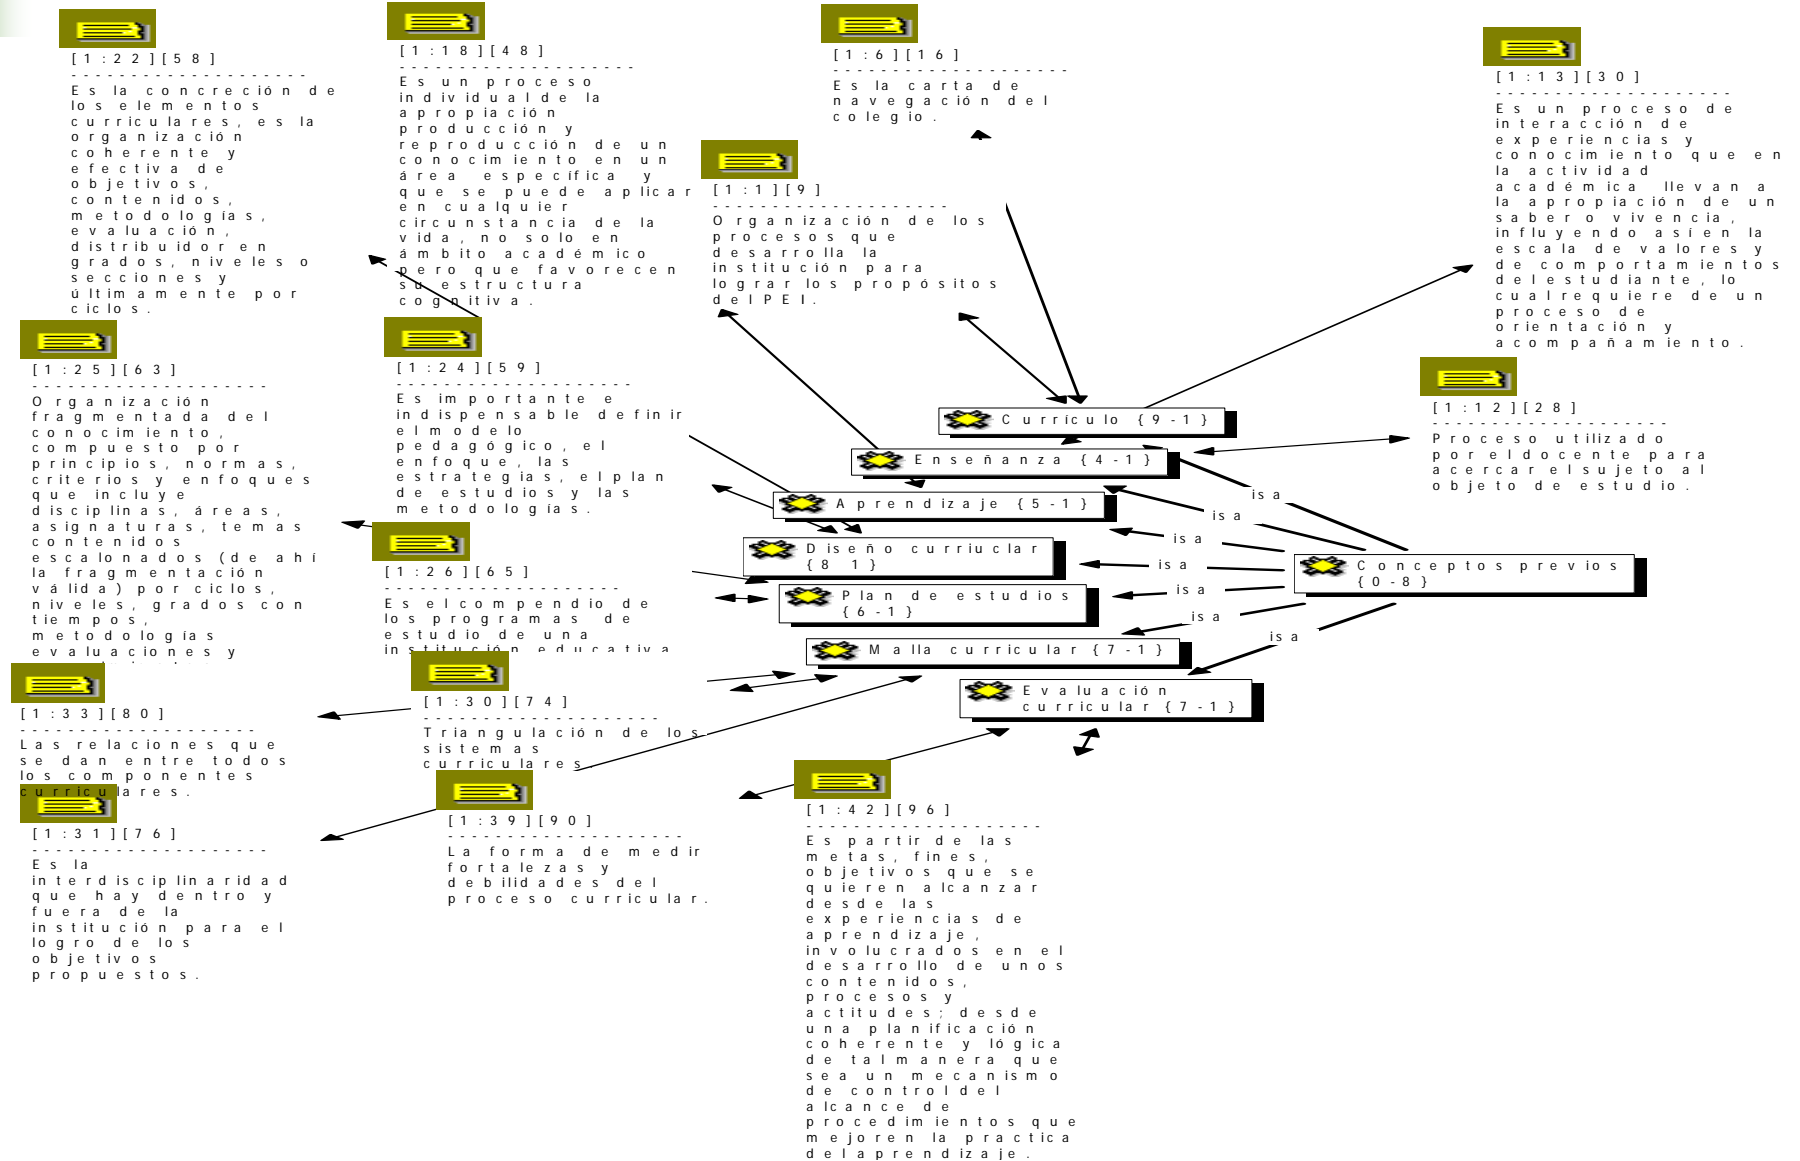 [1:22][58]
--------------------
Es la concreción de
los elementos
curriculares, es la
organización
coherente y
efectiva de
objetivos,
contenidos,
metodologías,
evaluación,
distribuidor en
grados, niveles o
secciones y
últimamente por
ciclos.
[1:18][48]
--------------------
Es un proceso
individual de la
apropiación
producción y
reproducción de un
conocimiento en un
área específica y
que se puede aplicar
en cualquier
circunstancia de la
vida, no solo en
ámbito académico
pero que favorecen
su estructura
cognitiva.
[1:6][16]
--------------------
Es la carta de
navegación del
colegio.
[1:1][9]
--------------------
Organización de los
procesos que
desarrolla la
institución para
lograr los propósitos
del PEI.
[1:13][30]
--------------------
Es un proceso de
interacción de
experiencias y
conocimiento que en
la actividad
académica llevan a
la apropiación de un
saber o vivencia,
influyendo así en la
escala de valores y
de comportamientos
del estudiante, lo
cual requiere de un
proceso de
orientación y
acompañamiento.
[1:12][28]
--------------------
Proceso utilizado
por el docente para
acercar el sujeto al
objeto de estudio.
[1:25][63]
--------------------
Organización
fragmentada del
conocimiento,
compuesto por
principios, normas,
criterios y enfoques
que incluye
disciplinas, áreas,
asignaturas, temas
contenidos
escalonados (de ahí
la fragmentación
válida) por ciclos,
niveles, grados con
tiempos,
metodologías
evaluaciones y
[1:24][59]
--------------------
Es importante e
indispensable definir
el modelo
pedagógico, el
enfoque, las
estrategias, el plan
de estudios y las
metodologías.
[1:26][65]
--------------------
Es el compendio de
los programas de
estudio de una
institución educativa
Currículo {9-1}
Enseñanza {4-1}
Aprendizaje {5-1}
Diseño curriuclar
{8 1}
Plan de estudios
{6-1}
Malla curricular {7-1}
Evaluación
curricular {7-1}
is a
is a
is a
is a
is a
is a
is a
Conceptos previos
{0-8}
[1:33][80]
--------------------
Las relaciones que
se dan entre todos
los componentes
curriculares.
[1:30][74]
--------------------
Triangulación de los
sistemas
curriculares.
[1:31][76]
--------------------
Es la
interdisciplinaridad
que hay dentro y
fuera de la
institución para el
logro de los
objetivos
propuestos.
[1:39][90]
--------------------
La forma de medir
fortalezas y
debilidades del
proceso curricular.
[1:42][96]
--------------------
Es partir de las
metas, fines,
objetivos que se
quieren alcanzar
desde las
experiencias de
aprendizaje,
involucrados en el
desarrollo de unos
contenidos,
procesos y
actitudes; desde
una planificación
coherente y lógica
de tal manera que
sea un mecanismo
de control del
alcance de
procedimientos que
mejoren la practica
del aprendizaje.